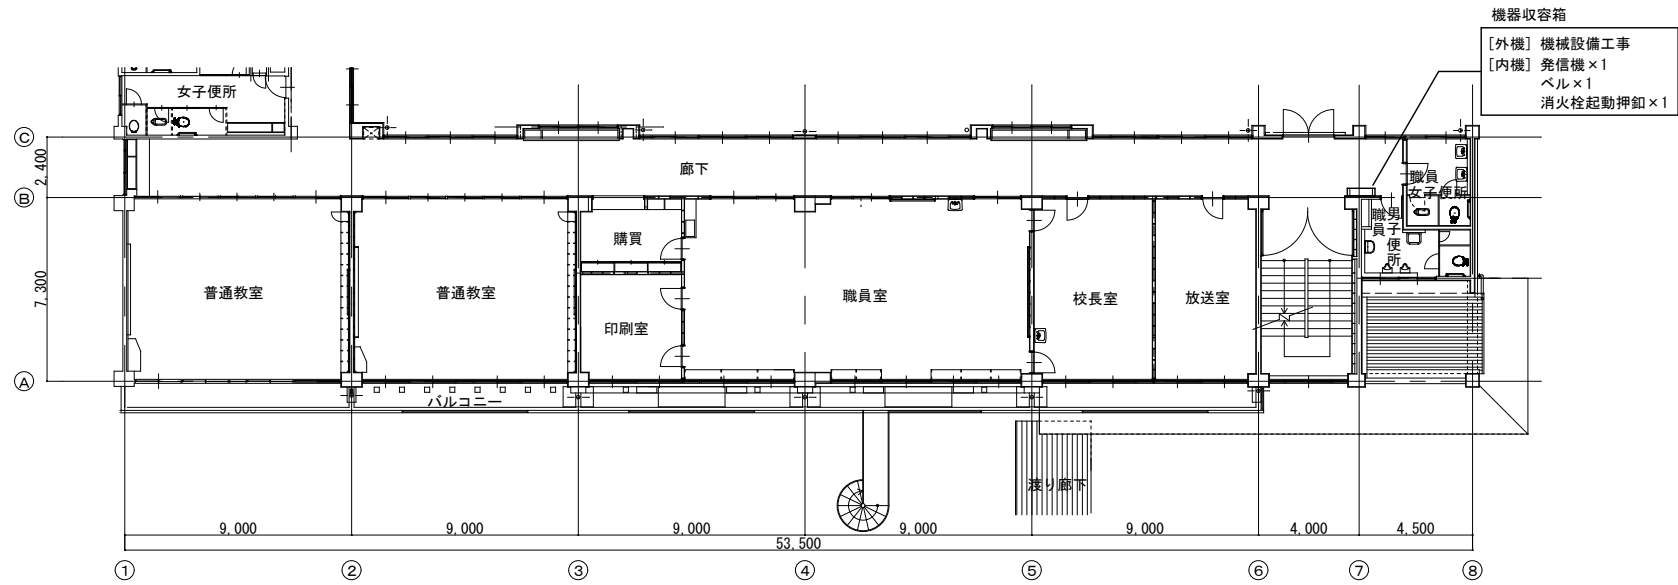 機器収容箱
[外機] 機械設備工事
[内機] 発信機×1
ベル×1
消火栓起動押釦×1
女子便所
Ⓒ
2,400
廊下
職員
女子便所
Ⓑ
職員
男子便所
購買
7,300
普通教室
普通教室
職員室
校長室
放送室
印刷室
Ⓐ
バルコニー
渡り廊下
9,000
9,000
9,000
9,000
9,000
4,000
4,500
53,500
①
②
③
④
⑤
⑥
⑦
⑧